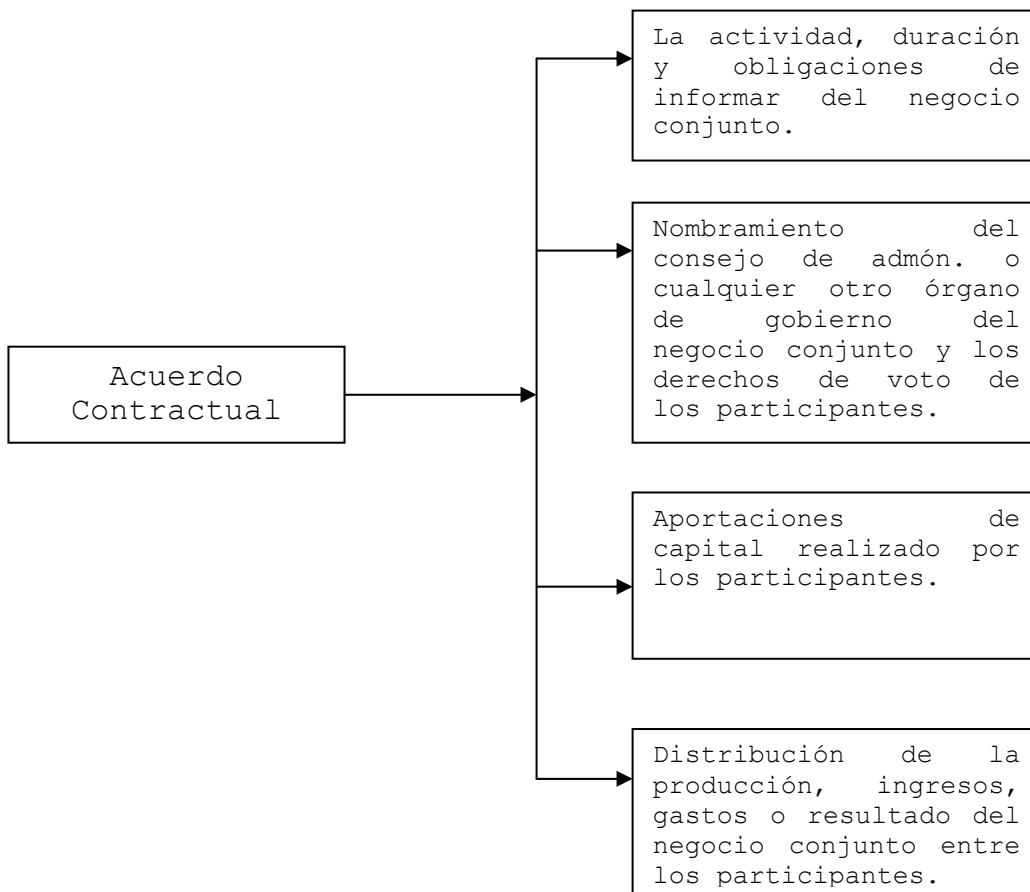 La actividad, duración
y obligaciones de
informar del negocio
conjunto.
Nombramiento del
consejo de admón. o
cualquier otro órgano
de gobierno del
negocio conjunto y los
derechos de voto de
los participantes.
Acuerdo
Contractual
Aportaciones de
capital realizado por
los participantes.
Distribución de la
producción, ingresos,
gastos o resultado del
negocio conjunto entre
los participantes.